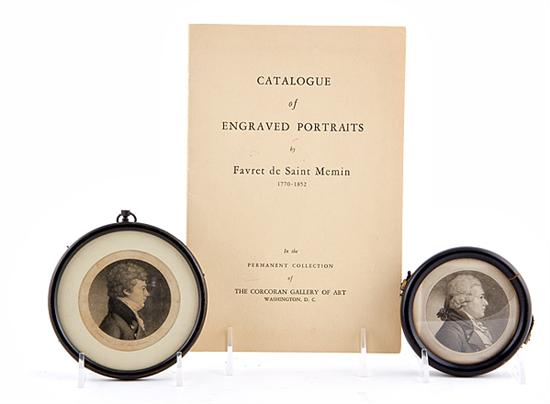 CATALOGUE
of
ENGRAVED PORTRAITS
by
Favret de Saint Memin
1770-1852
In the
PERMANENT COLLECTION
of
THE CORCORAN GALLERY OF ART
WASHINGTON, D. C.